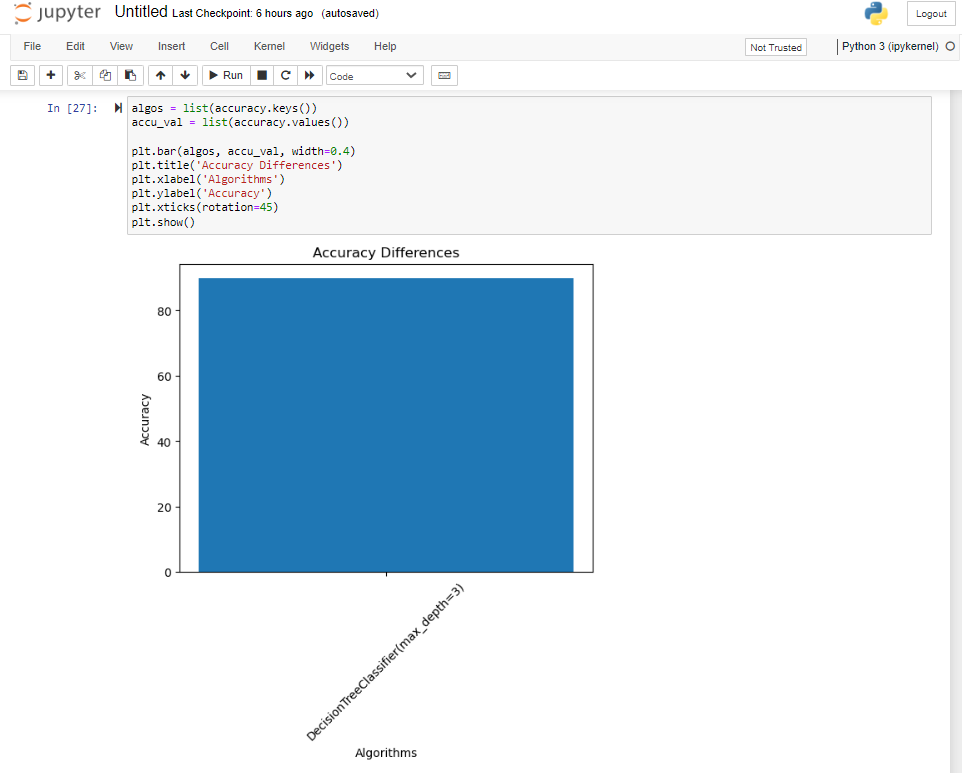 jupyter Untitled Last Checkpoint: 6 hours ago (autosaved) Logout
File Edit View Insert Cell Kernel Widgets Help Not Trusted Python 3 (ipykernel)
Run Code
In [27]: algos = list(accuracy.keys())
accu_val = list(accuracy.values())
plt.bar(algos, accu_val, width=0.4)
plt.title('Accuracy Differences')
plt.xlabel('Algorithms')
plt.ylabel('Accuracy')
plt.xticks(rotation=45)
plt.show()
Accuracy Differences
80
60
Accuracy
40
20
0
DecisionTreeClassifier(max_depth=3)
Algorithms